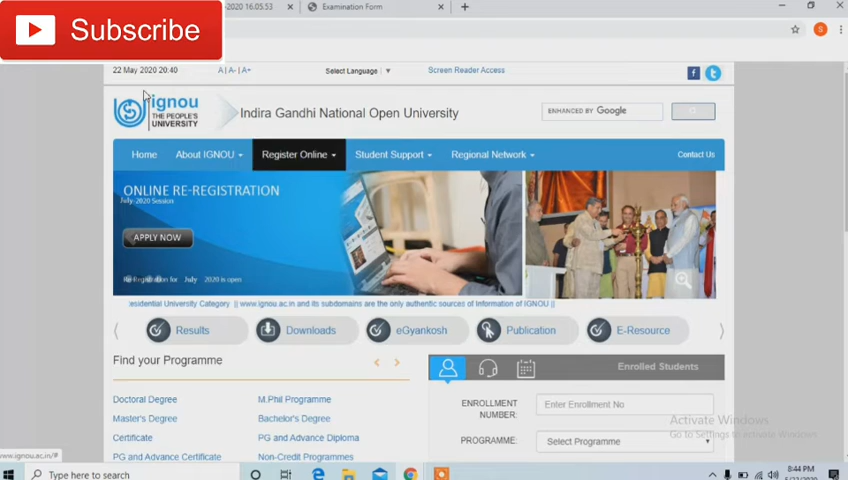 -2020 16.05.53
Examination Form
Subscribe
22 May 2020 20:40
A | A- | A+
Select Language
Screen Reader Access
ignou
THE PEOPLE'S
UNIVERSITY
Indira Gandhi National Open University
ENHANCED BY Google
Home
About IGNOU
Register Online
Student Support
Regional Network
Contact Us
ONLINE RE-REGISTRATION
July-2020 Session
APPLY NOW
Re-Registration for July 2020 is open
esidential University Category || www.ignou.ac.in and its subdomains are the only authentic sources of Information of IGNOU ||
Results
Downloads
eGyankosh
Publication
E-Resource
Find your Programme
Enrolled Students
Doctoral Degree
M.Phil Programme
Master's Degree
Bachelor's Degree
Certificate
PG and Advance Diploma
PG and Advance Certificate
Non-Credit Programmes
ENROLLMENT
NUMBER:
Enter Enrollment No
PROGRAMME:
Select Programme
Activate Windows
Go to Settings to activate Windows.
www.ignou.ac.in/#
Type here to search
8:44 PM
5/22/2020